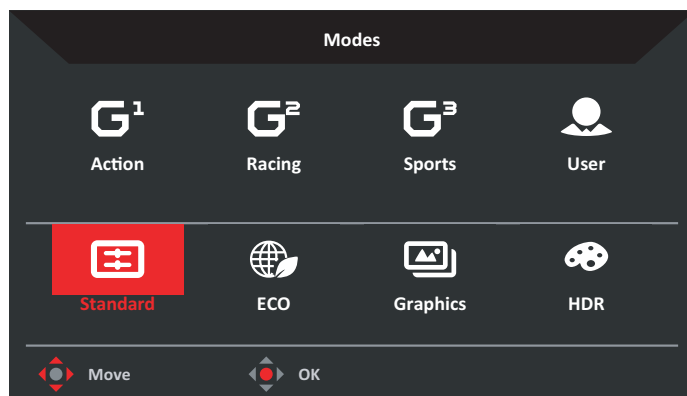 Modes
G¹ G² G³
Action Racing Sports User
Standard ECO Graphics HDR
Move OK